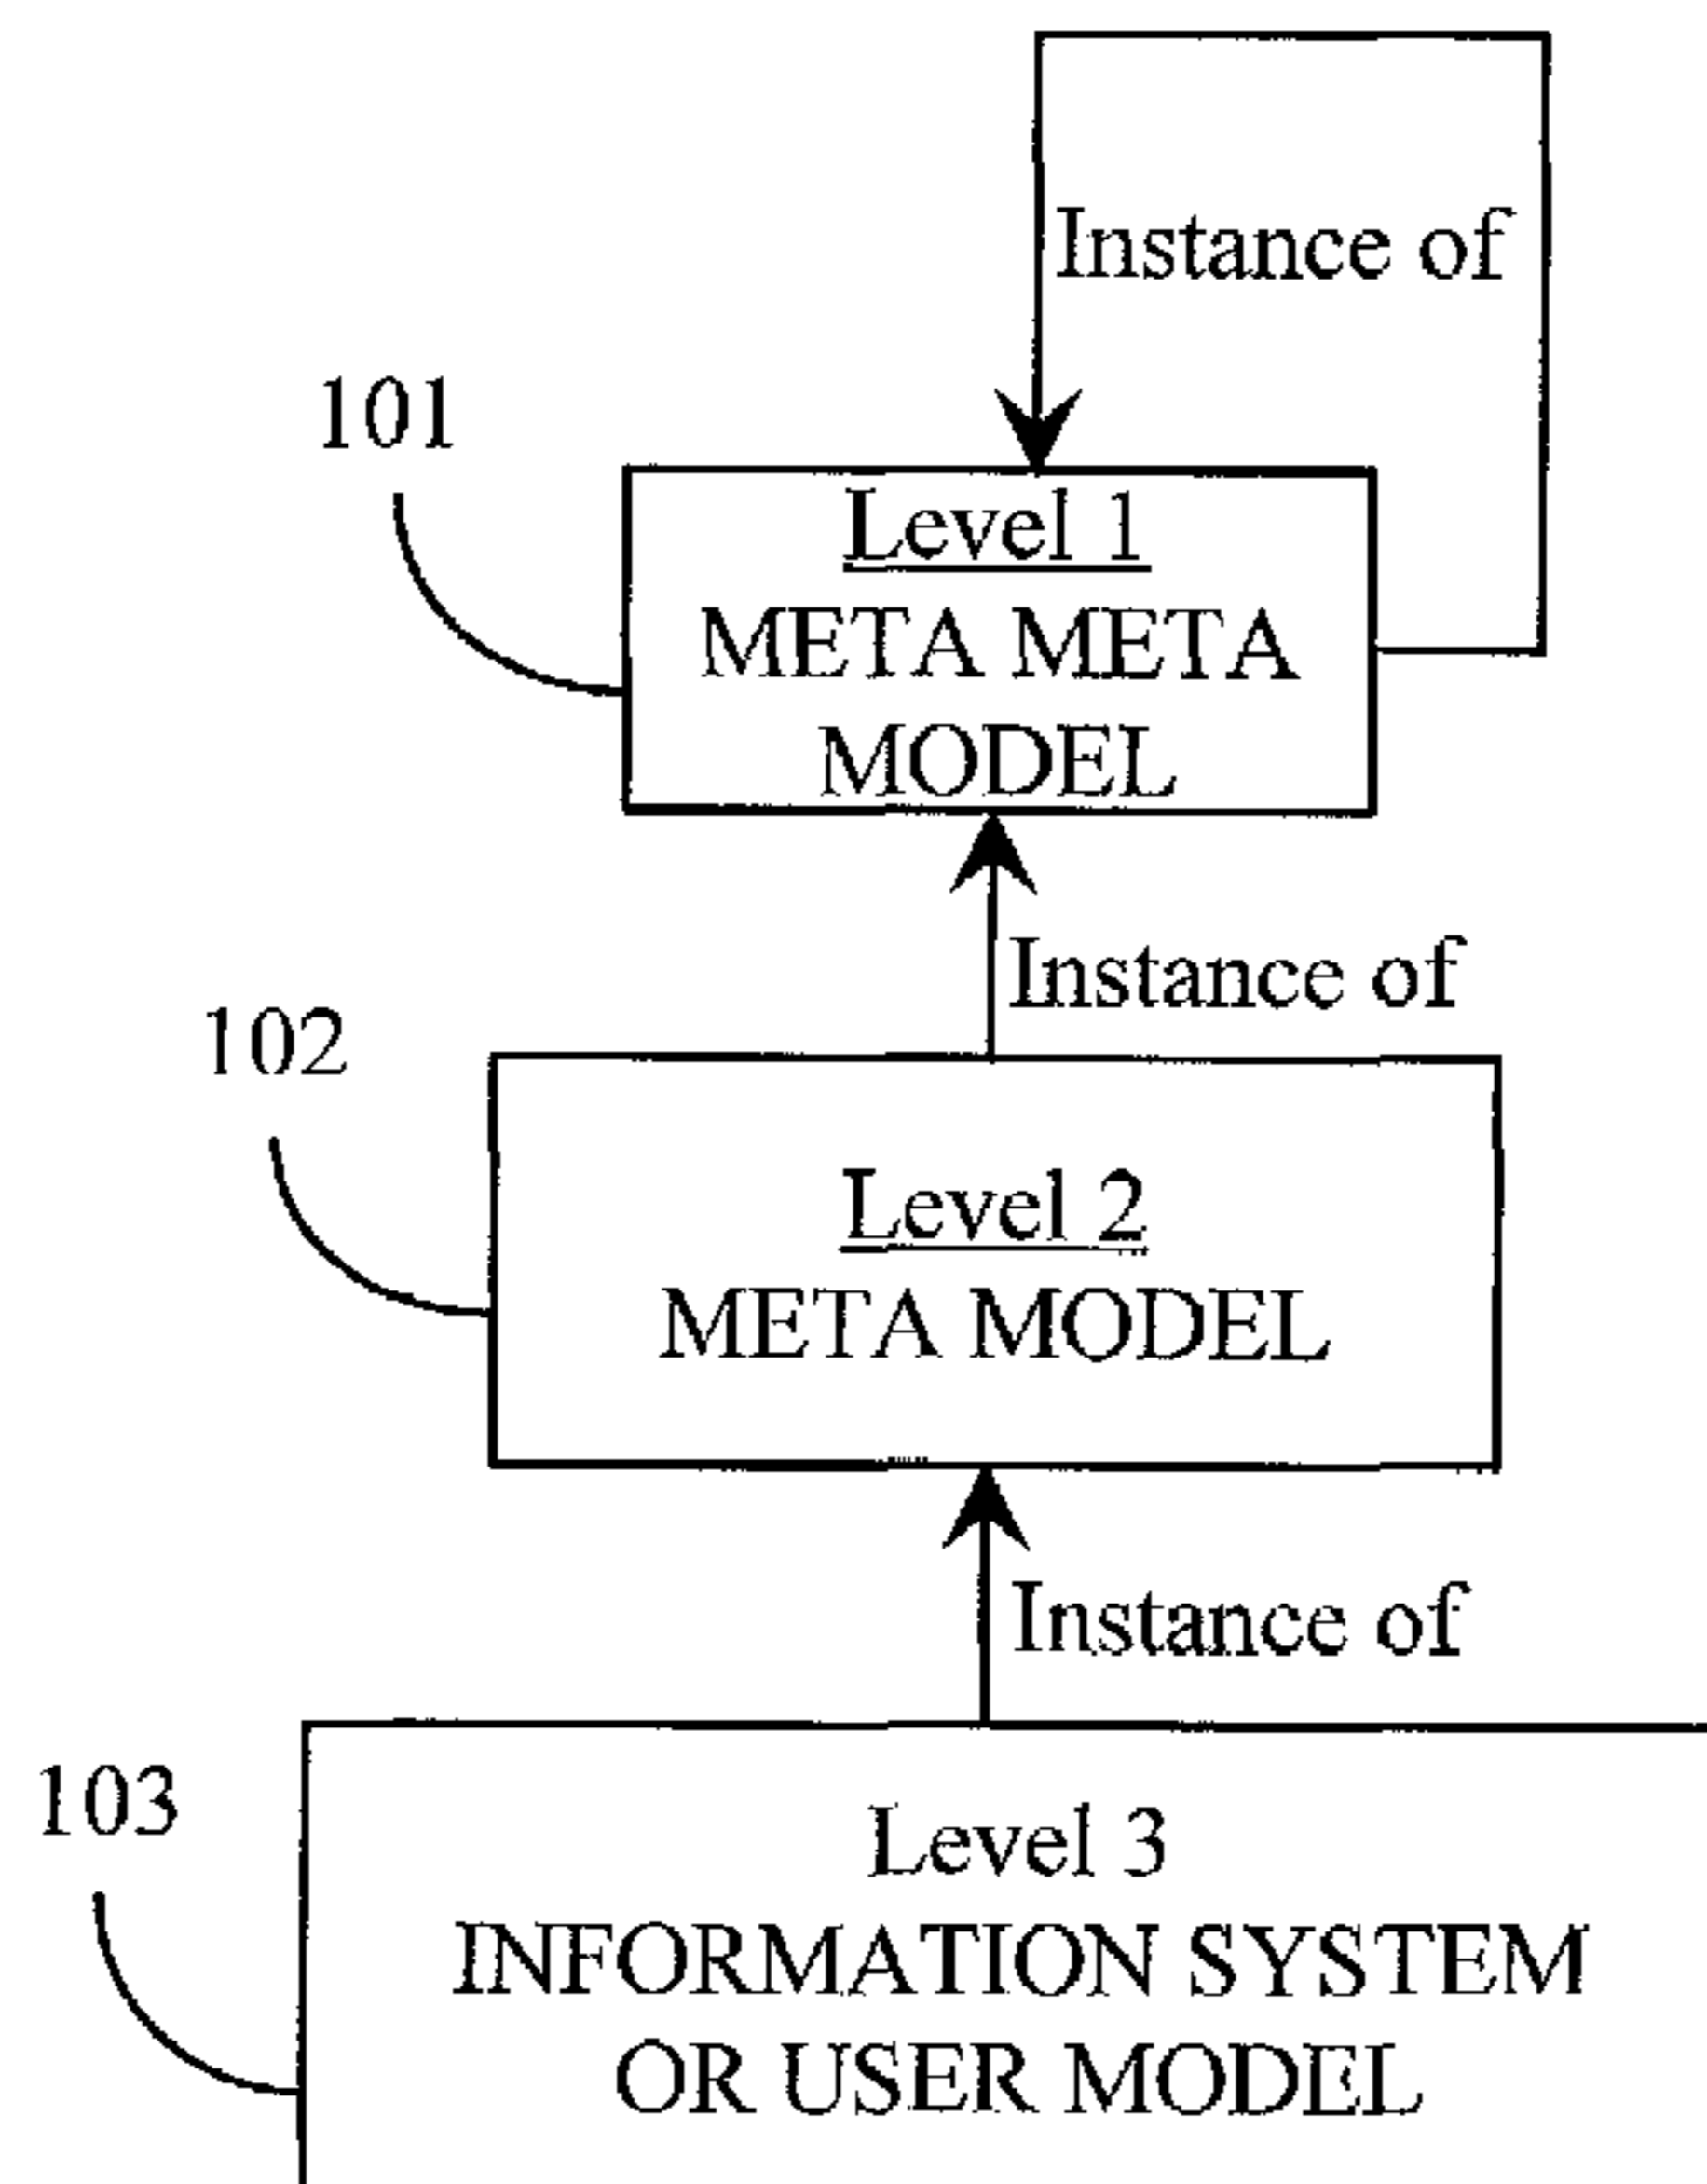 Instance of
101
Level 1
META META
MODEL
Instance of
102
Level 2
META MODEL
Instance of
103
Level 3
INFORMATION SYSTEM
OR USER MODEL